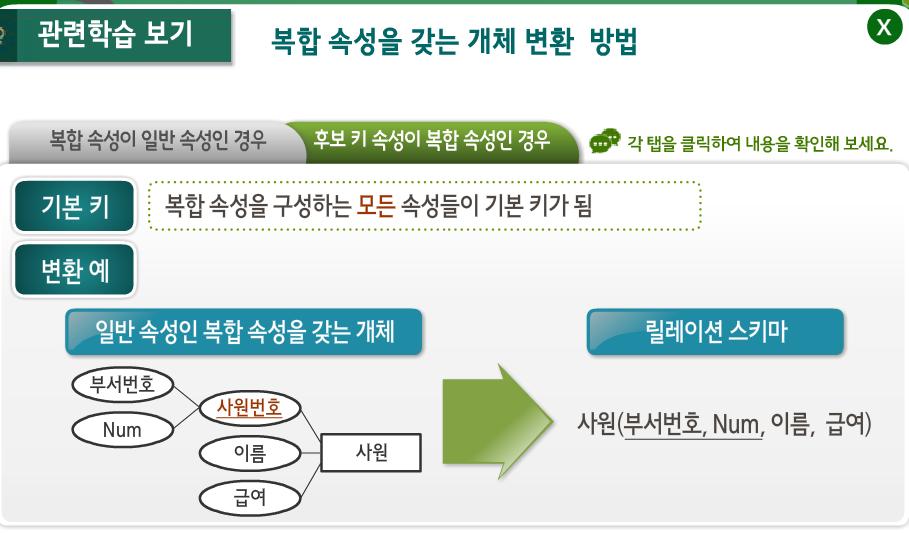 관련학습 보기
복합 속성을 갖는 개체 변환 방법
X
복합 속성이 일반 속성인 경우
후보 키 속성이 복합 속성인 경우
각 탭을 클릭하여 내용을 확인해 보세요.
기본 키
복합 속성을 구성하는 모든 속성들이 기본 키가 됨
변환 예
일반 속성인 복합 속성을 갖는 개체
릴레이션 스키마
부서번호
사원번호
Num
이름
사원
급여
사원(부서번호, Num, 이름, 급여)